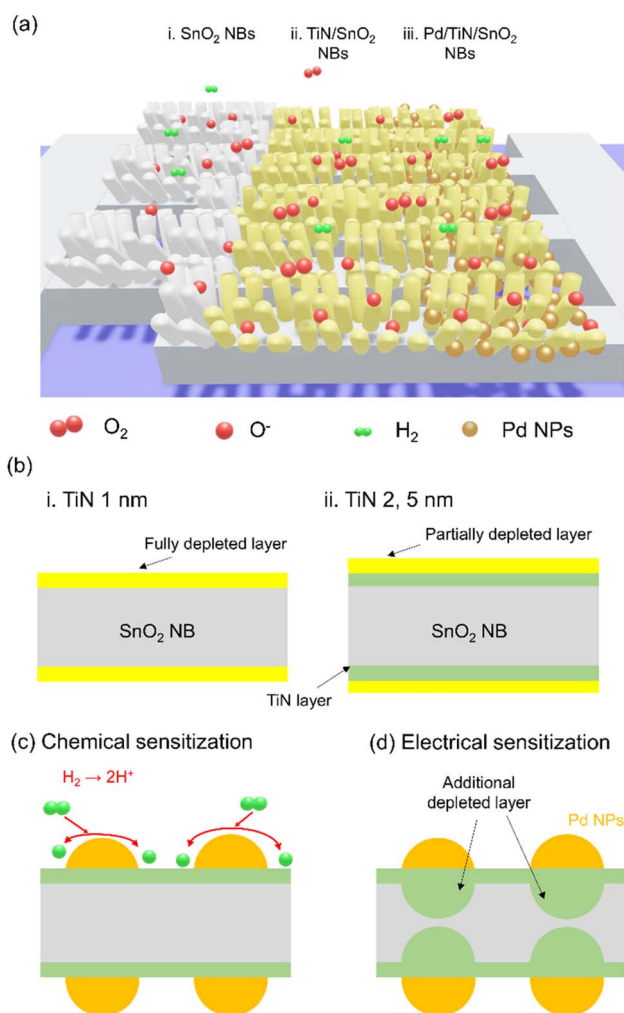 (a)
i. SnO₂ NBs
ii. TiN/SnO₂
NBs
iii. Pd/TiN/SnO₂
NBs
O₂
O⁻
H₂
Pd NPs
(b)
i. TiN 1 nm
ii. TiN 2, 5 nm
Fully depleted layer
Partially depleted layer
SnO₂ NB
SnO₂ NB
TiN layer
(c) Chemical sensitization
(d) Electrical sensitization
H₂ → 2H⁺
Additional
depleted layer
Pd NPs